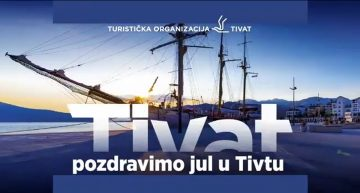 TURISTIČKA ORGANIZACIJA TIVAT
Tivat
pozdravimo jul u Tivtu